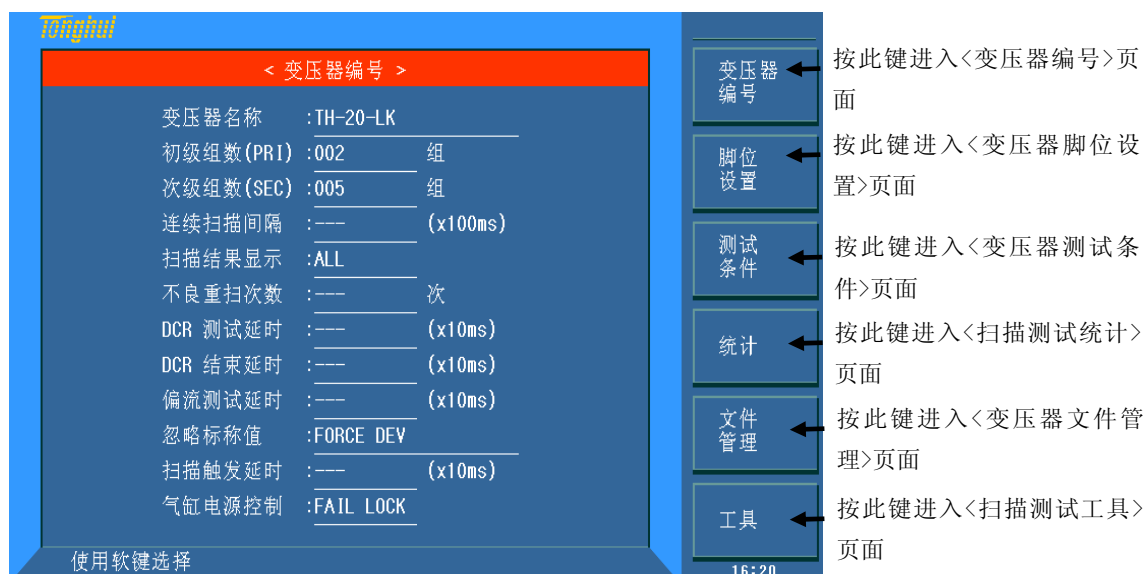 Tonghui
< 变压器编号 >
变压器名称 :TH-20-LK
初级组数(PRI) :002 组
次级组数(SEC) :005 组
连续扫描间隔 :--- (x100ms)
扫描结果显示 :ALL
不良重扫次数 :--- 次
DCR 测试延时 :--- (x10ms)
DCR 结束延时 :--- (x10ms)
偏流测试延时 :--- (x10ms)
忽略标称值 :FORCE DEV
扫描触发延时 :--- (x10ms)
气缸电源控制 :FAIL LOCK
使用软键选择
变压器
编号
脚位
设置
测试
条件
统计
文件
管理
工具
16:20
按此键进入<变压器编号>页
面
按此键进入<变压器脚位设
置>页面
按此键进入<变压器测试条
件>页面
按此键进入<扫描测试统计>
页面
按此键进入<变压器文件管
理>页面
按此键进入<扫描测试工具>
页面